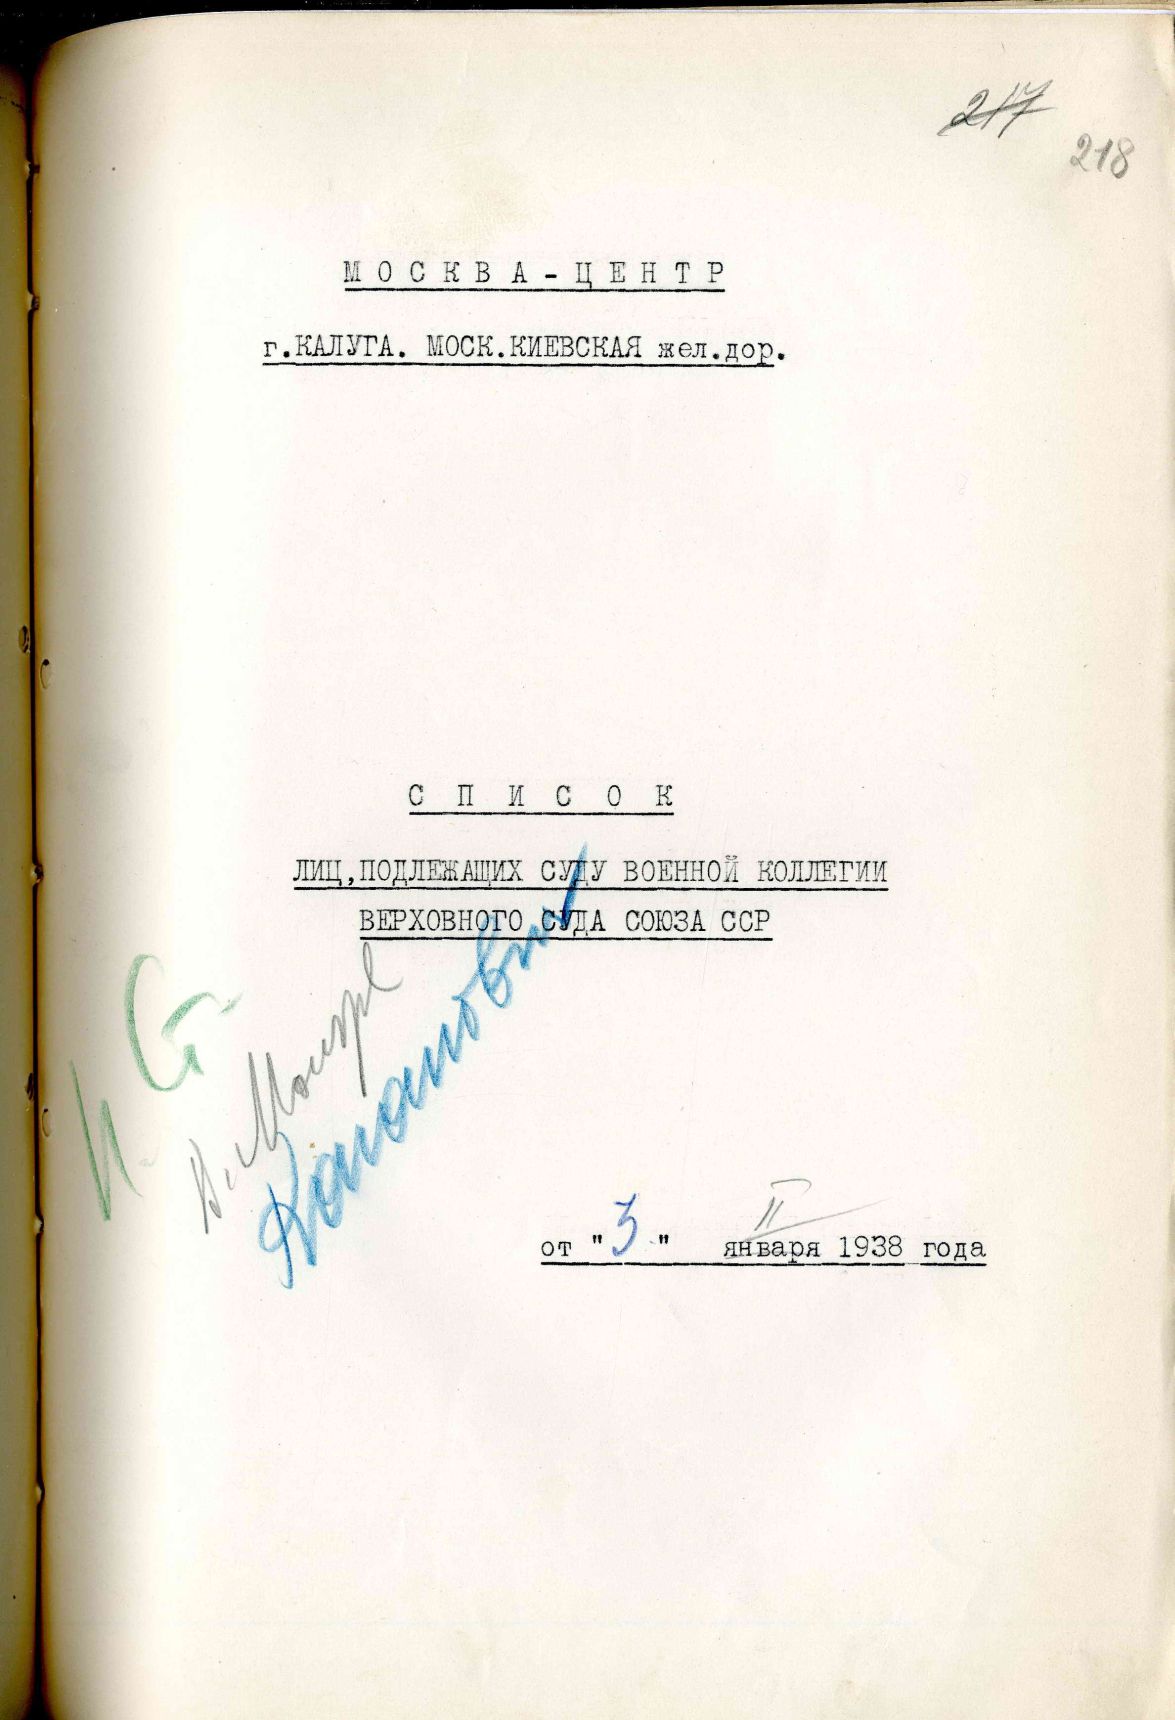 217
218
МОСКВА-ЦЕНТР
г.КАЛУГА. МОСК.КИЕВСКАЯ жел.дор.
СПИСОК
ЛИЦ,ПОДЛЕЖАЩИХ СУДУ ВОЕННОЙ КОЛЛЕГИИ
ВЕРХОВНОГО СУДА СОЮЗА ССР
И Ст
В. Молотов
Каганович
II
от "3" января 1938 года